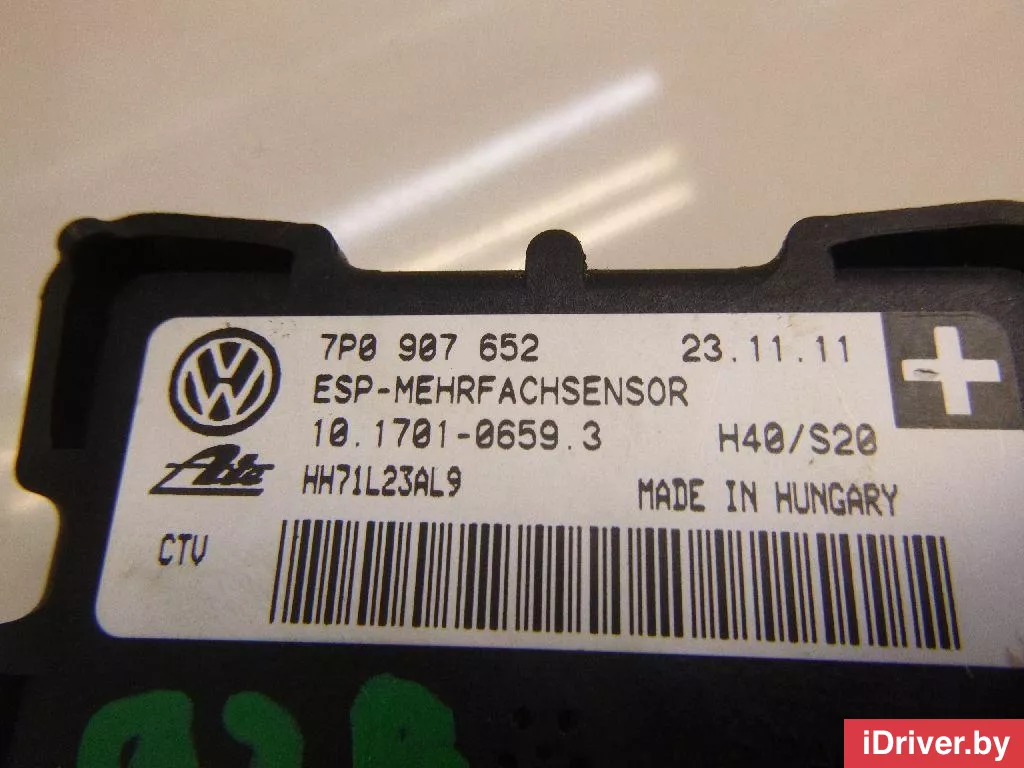 7P0 907 652 23.11.11
ESP-MEHRFACHSENSOR
10.1701-0659.3 H40/S20
Ate HH71L23AL9 MADE IN HUNGARY
CTV
iDriver.by